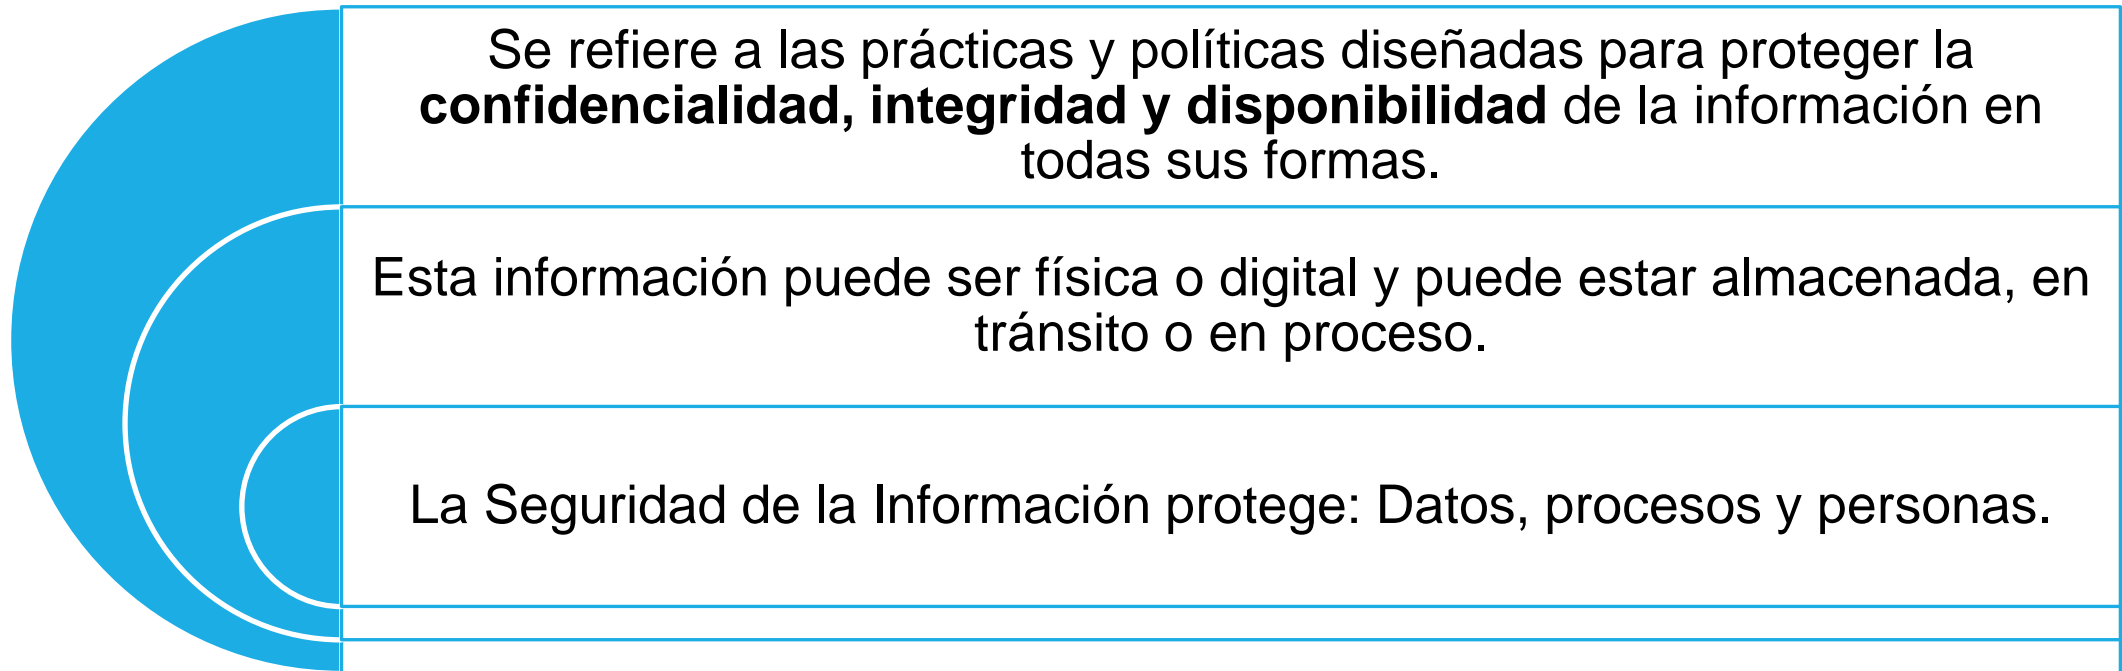 Se refiere a las prácticas y políticas diseñadas para proteger la
confidencialidad, integridad y disponibilidad de la información en
todas sus formas.
Esta información puede ser física o digital y puede estar almacenada, en
tránsito o en proceso.
La Seguridad de la Información protege: Datos, procesos y personas.